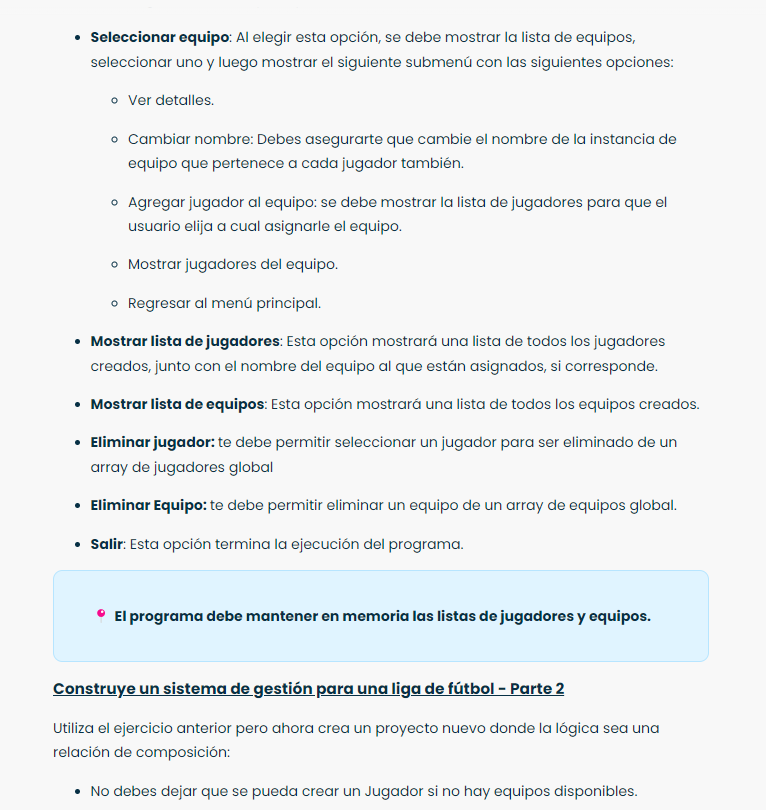 Seleccionar equipo: Al elegir esta opción, se debe mostrar la lista de equipos,
seleccionar uno y luego mostrar el siguiente submenú con las siguientes opciones:
Ver detalles.
Cambiar nombre: Debes asegurarte que cambie el nombre de la instancia de
equipo que pertenece a cada jugador también.
Agregar jugador al equipo: se debe mostrar la lista de jugadores para que el
usuario elija a cual asignarle el equipo.
Mostrar jugadores del equipo.
Regresar al menú principal.
Mostrar lista de jugadores: Esta opción mostrará una lista de todos los jugadores
creados, junto con el nombre del equipo al que están asignados, si corresponde.
Mostrar lista de equipos: Esta opción mostrará una lista de todos los equipos creados.
Eliminar jugador: te debe permitir seleccionar un jugador para ser eliminado de un
array de jugadores global
Eliminar Equipo: te debe permitir eliminar un equipo de un array de equipos global.
Salir: Esta opción termina la ejecución del programa.
El programa debe mantener en memoria las listas de jugadores y equipos.
Construye un sistema de gestión para una liga de fútbol - Parte 2
Utiliza el ejercicio anterior pero ahora crea un proyecto nuevo donde la lógica sea una
relación de composición:
No debes dejar que se pueda crear un Jugador si no hay equipos disponibles.